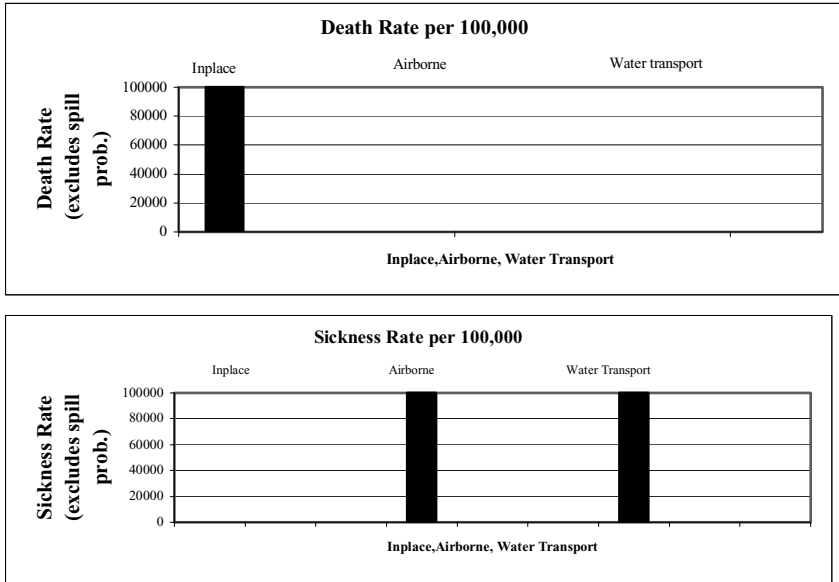 Death Rate per 100,000
Inplace Airborne Water transport
Death Rate
(excludes spill
prob.)
100000
80000
60000
40000
20000
0
Inplace,Airborne, Water Transport
Sickness Rate per 100,000
Inplace Airborne Water Transport
Sickness Rate
(excludes spill
prob.)
100000
80000
60000
40000
20000
0
Inplace,Airborne, Water Transport